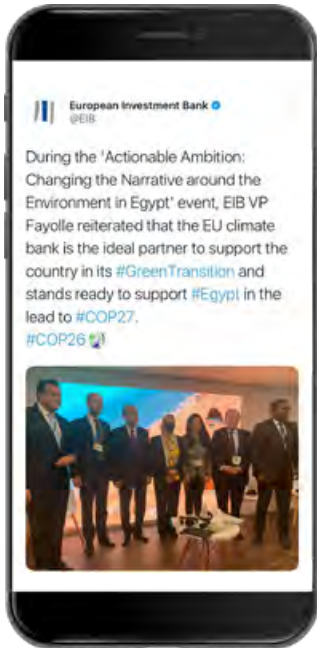 European Investment Bank
@EIB
During the 'Actionable Ambition:
Changing the Narrative around the
Environment in Egypt' event, EIB VP
Fayolle reiterated that the EU climate
bank is the ideal partner to support the
country in its #GreenTransition and
stands ready to support #Egypt in the
lead to #COP27.
#COP26